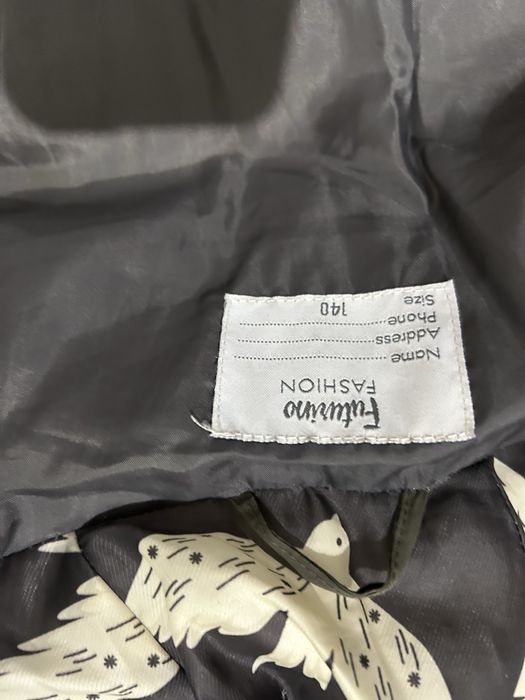 Futurino
FASHION
Name
Address
Phone
Size 140